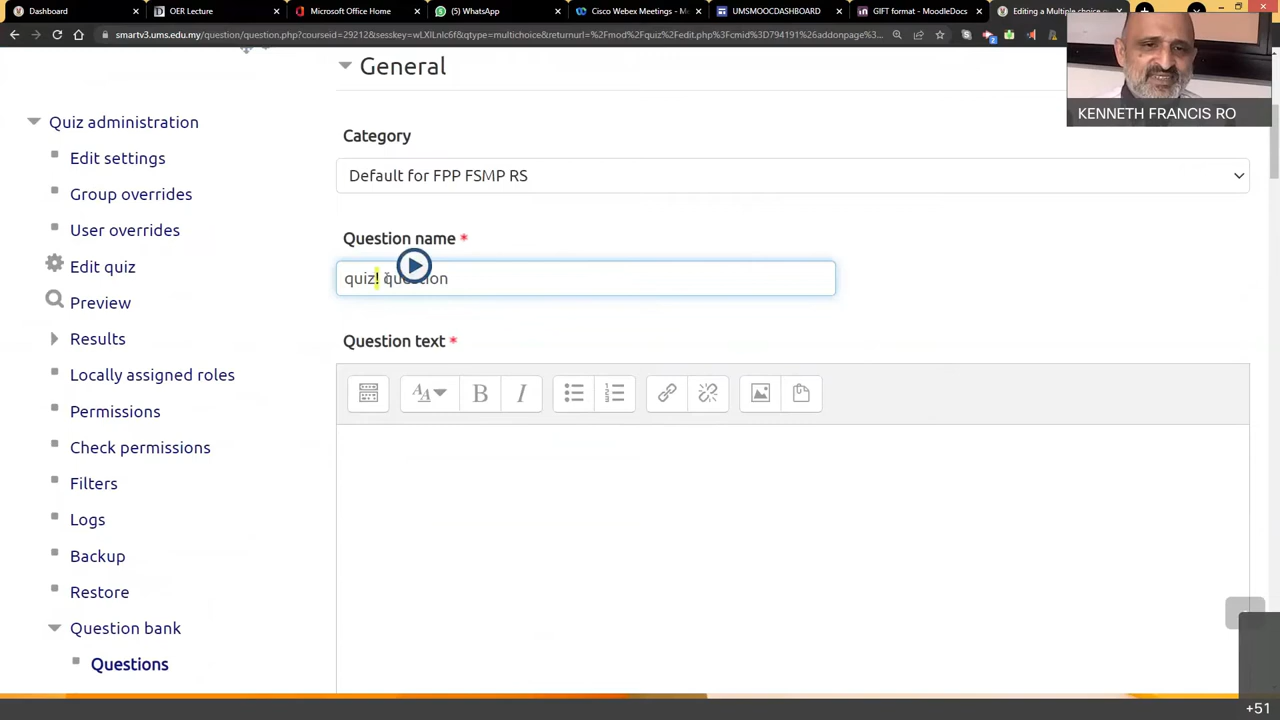 Dashboard
OER Lecture
Microsoft Office Home
(5) WhatsApp
Cisco Webex Meetings - M
UMSMOOCDASHBOARD
GIFT format - MoodleDocs
Editing a Multiple choice
smartv3.ums.edu.my/question/question.php?courseid=29212&sesskey=wLXlLnlc6f&qtype=multichoice&returnurl=%2Fmod%2Fquiz%2Fedit.php%3Fcmid%3D794191%26addonpage%...
General
KENNETH FRANCIS RO
Quiz administration
Category
Edit settings
Default for FPP FSMP RS
Group overrides
User overrides
Question name *
Edit quiz
quiz! question
Preview
Results
Question text *
Locally assigned roles
Permissions
Check permissions
Filters
Logs
Backup
Restore
Question bank
Questions
+51